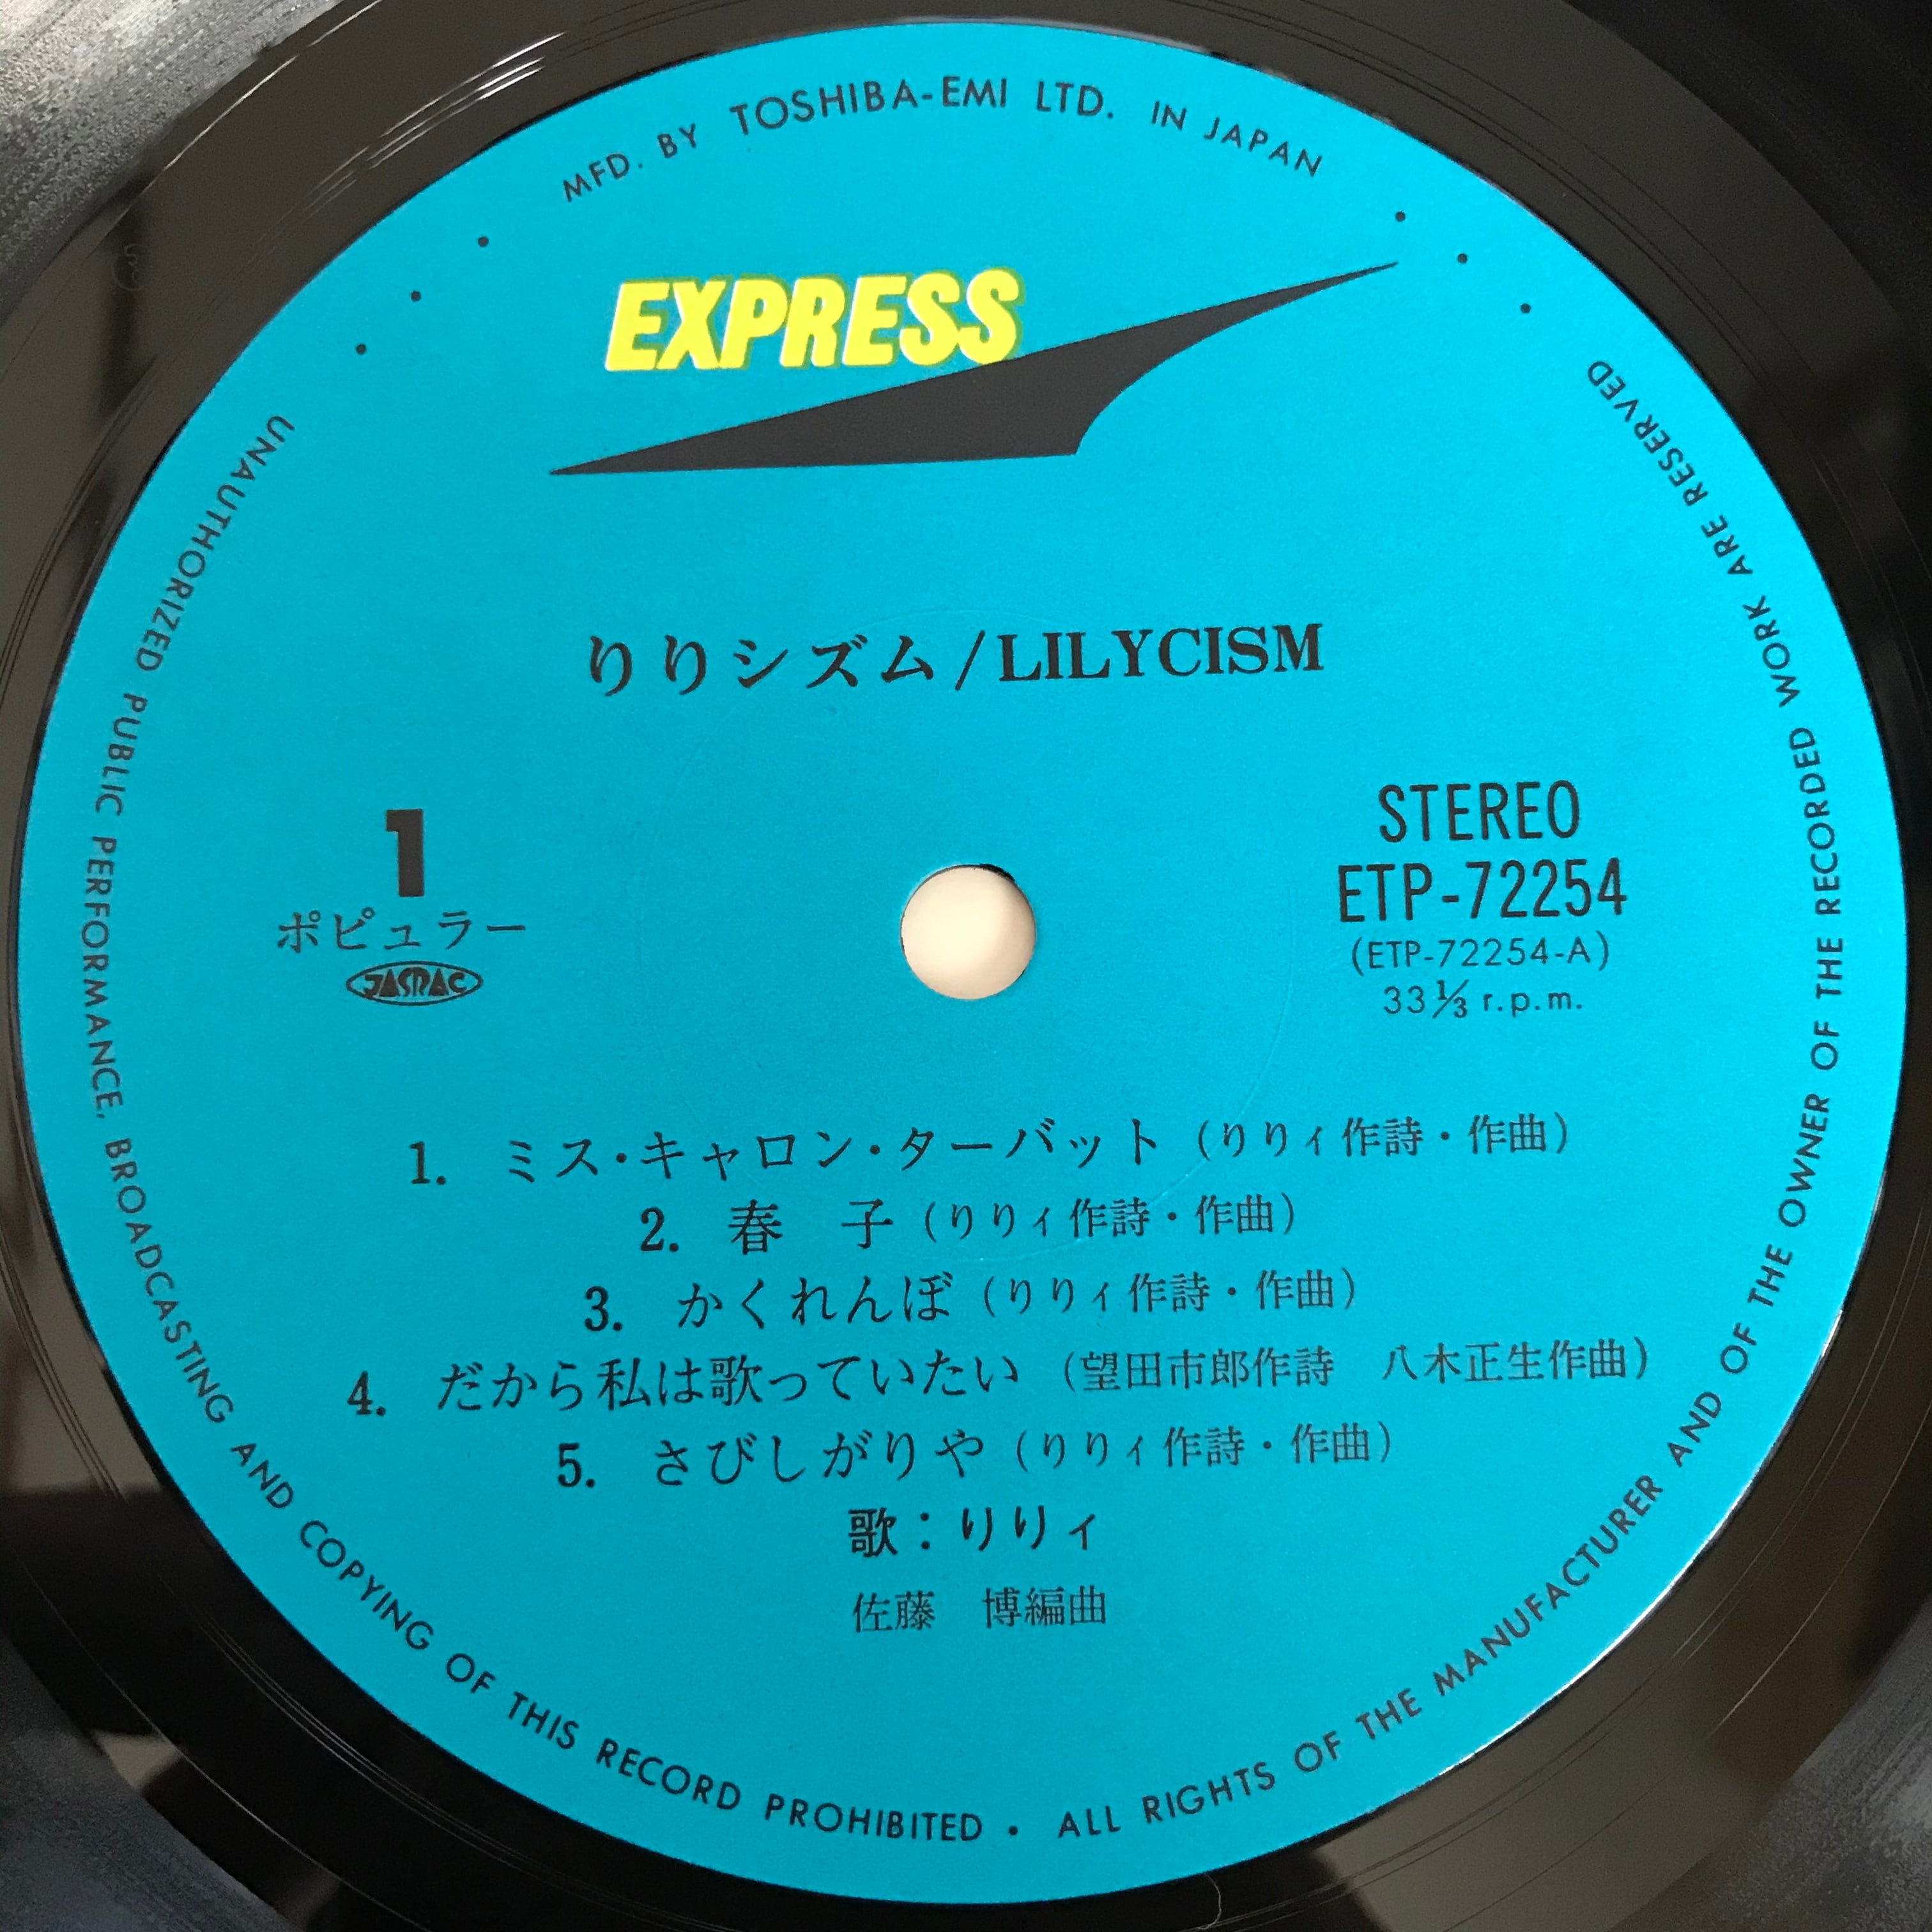 MFD. BY TOSHIBA-EMI LTD. IN JAPAN
EXPRESS
りりシズム/LILYCISM
1
ポピュラー
JASRAC
STEREO
ETP-72254
(ETP-72254-A)
33⅓ r.p.m.
1. ミス・キャロン・ターバット (りりィ作詩・作曲)
2. 春 子 (りりィ作詩・作曲)
3. かくれんぼ (りりィ作詩・作曲)
4. だから私は歌っていたい (望田市郎作詩 八木正生作曲)
5. さびしがりや (りりィ作詩・作曲)
歌:りりィ
佐藤 博編曲
UNAUTHORIZED PUBLIC PERFORMANCE, BROADCASTING AND COPYING OF THIS RECORD PROHIBITED • ALL RIGHTS OF THE MANUFACTURER AND OF THE OWNER OF THE RECORDED WORK ARE RESERVED